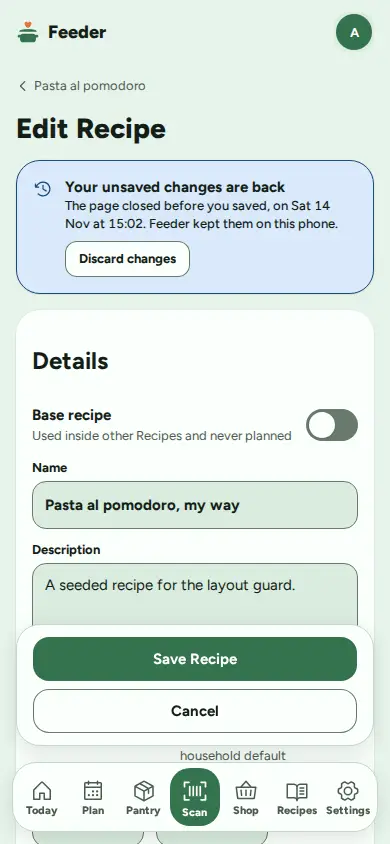 Feeder
A
Pasta al pomodoro
Edit Recipe
Your unsaved changes are back
The page closed before you saved, on Sat 14
Nov at 15:02. Feeder kept them on this phone.
Discard changes
Details
Base recipe
Used inside other Recipes and never planned
Name
Pasta al pomodoro, my way
Description
A seeded recipe for the layout guard.
Save Recipe
Cancel
household default
Today
Plan
Pantry
Scan
Shop
Recipes
Settings